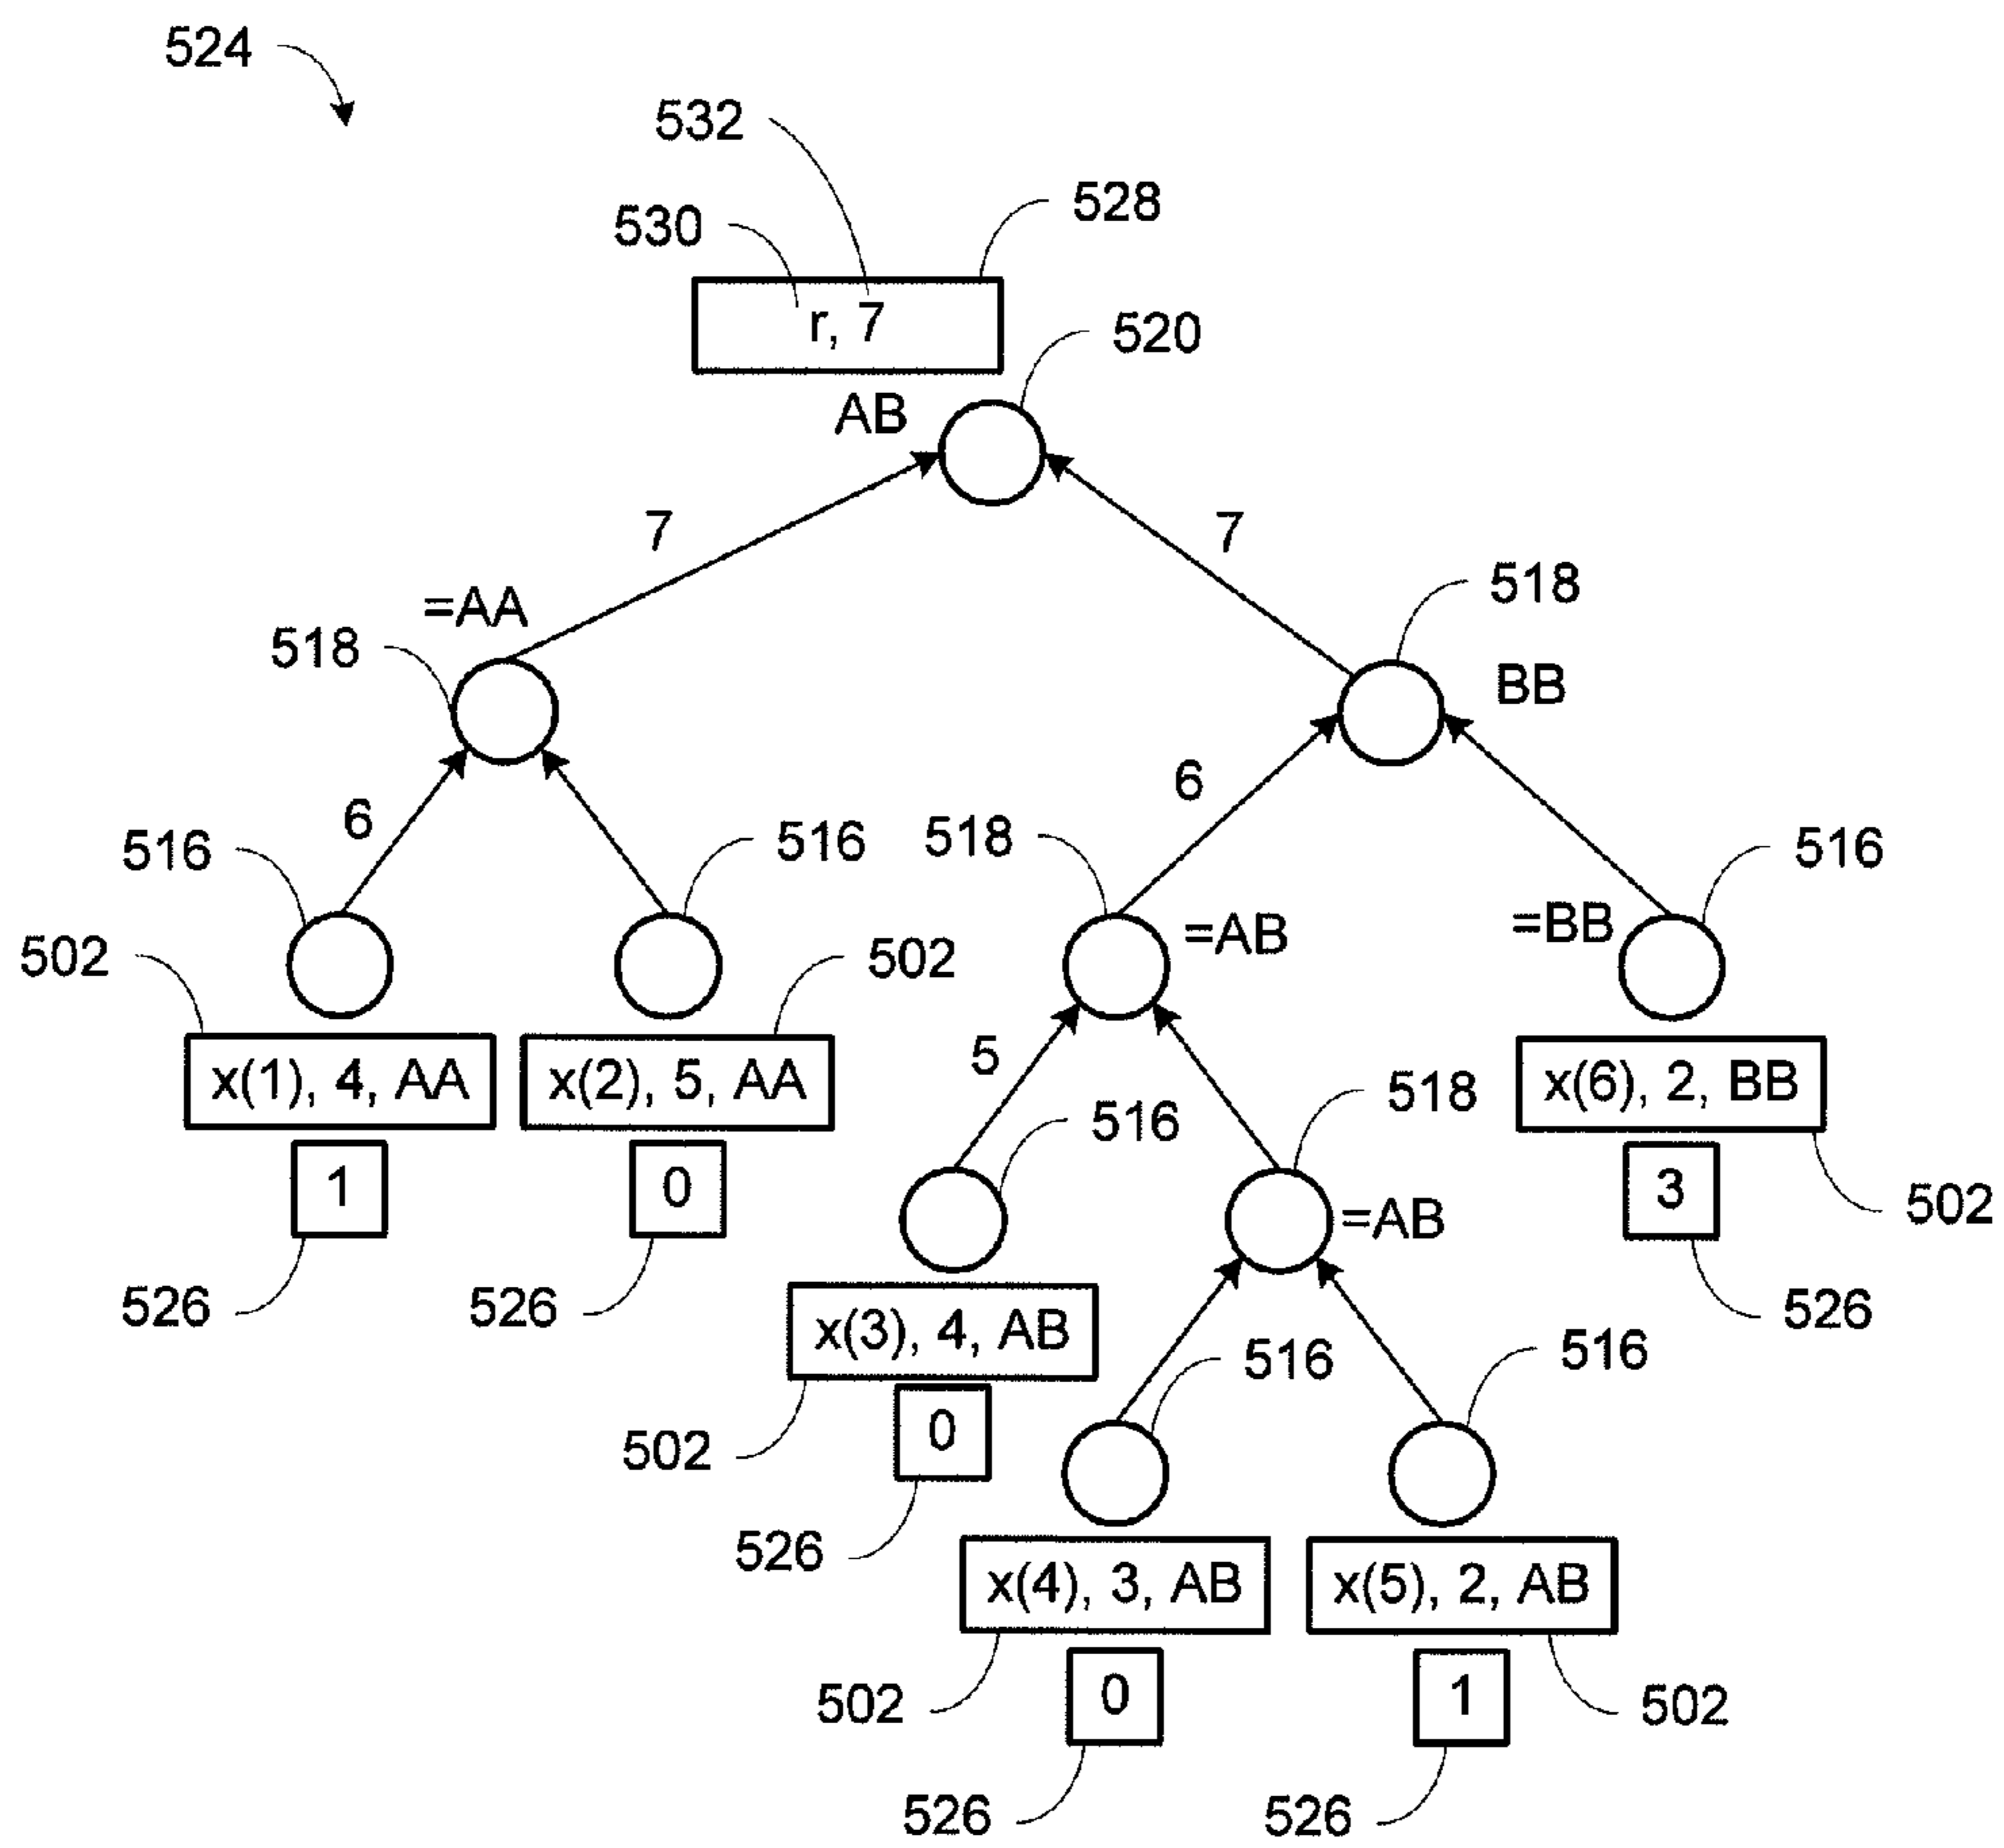 524
532
528
530
r, 7
520
AB
7
7
=AA
518
518
BB
6
6
516
516
518
516
=AB
=BB
502
502
x(1), 4, AA
x(2), 5, AA
5
518
x(6), 2, BB
516
1
0
3
=AB
502
526
526
526
x(3), 4, AB
516
516
0
502
526
x(4), 3, AB
x(5), 2, AB
0
1
502
502
526
526